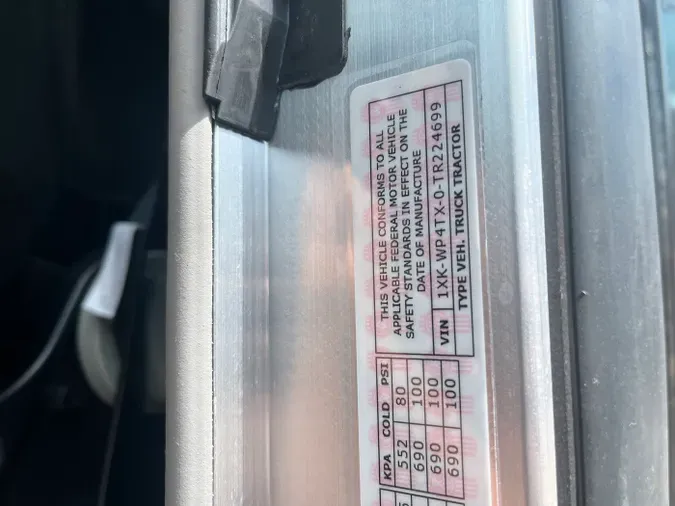 THIS VEHICLE CONFORMS TO ALL
APPLICABLE FEDERAL MOTOR VEHICLE
SAFETY STANDARDS IN EFFECT ON THE
DATE OF MANUFACTURE
VIN 1XK-WP4TX-0-TR224699
TYPE VEH. TRUCK TRACTOR
KPA COLD PSI
552 80
690 100
690 100
690 100